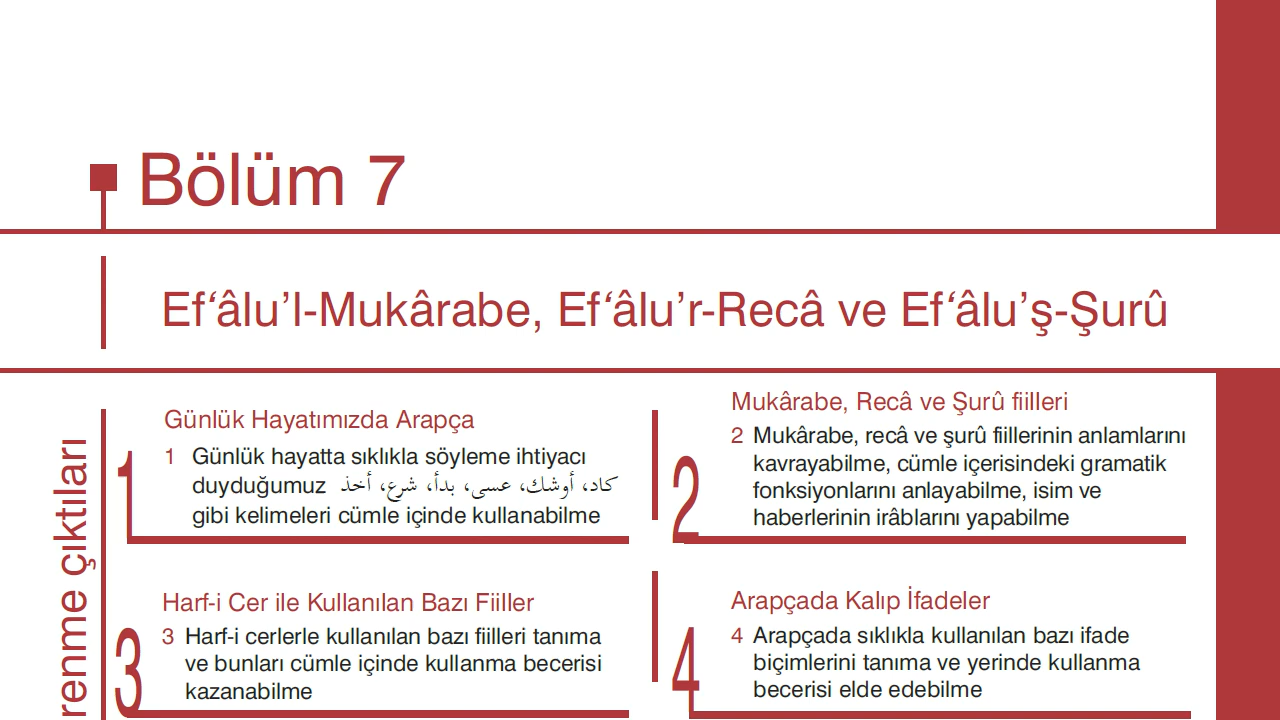 Bölüm 7
Ef‘âlu’l-Mukârabe, Ef‘âlu’r-Recâ ve Ef‘âlu’ş-Şurû
renme çıktıları
1
Günlük Hayatımızda Arapça
1 Günlük hayatta sıklıkla söyleme ihtiyacı
duyduğumuz كاد، أوشك، عسى، بدأ، شرع، أخذ
gibi kelimeleri cümle içinde kullanabilme
2
Mukârabe, Recâ ve Şurû fiilleri
2 Mukârabe, recâ ve şurû fiillerinin anlamlarını
kavrayabilme, cümle içerisindeki gramatik
fonksiyonlarını anlayabilme, isim ve
haberlerinin irâblarını yapabilme
3
Harf-i Cer ile Kullanılan Bazı Fiiller
3 Harf-i cerlerle kullanılan bazı fiilleri tanıma
ve bunları cümle içinde kullanma becerisi
kazanabilme
4
Arapçada Kalıp İfadeler
4 Arapçada sıklıkla kullanılan bazı ifade
biçimlerini tanıma ve yerinde kullanma
becerisi elde edebilme